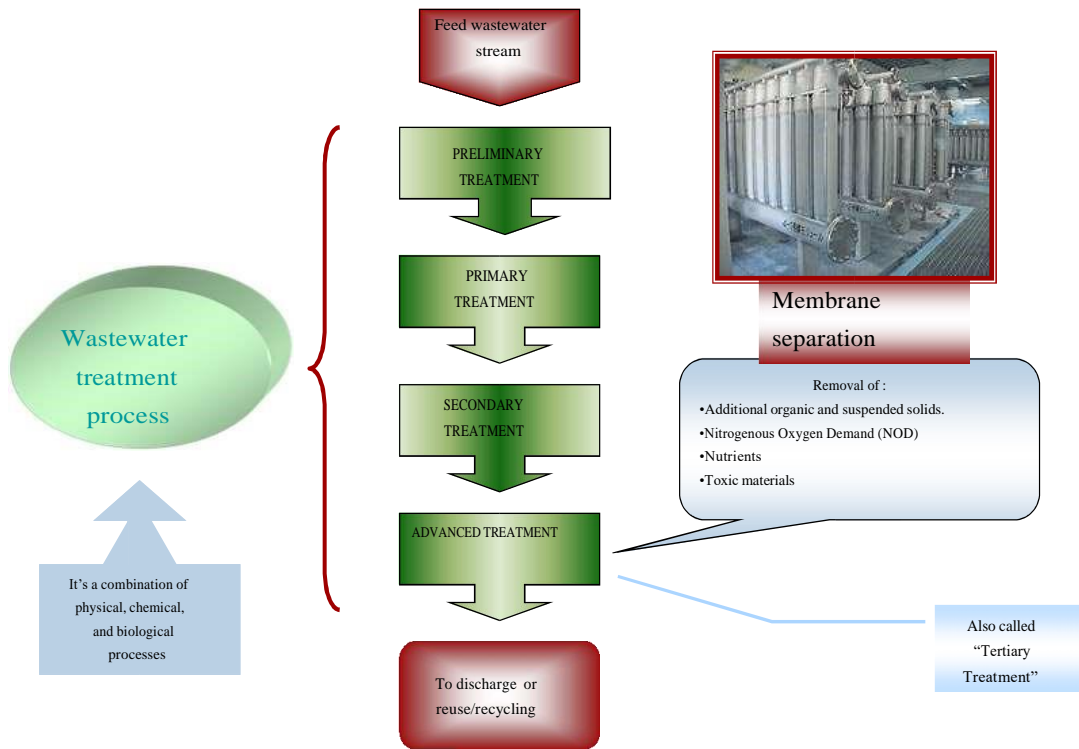 Feed wastewater
stream
PRELIMINARY
TREATMENT
PRIMARY
TREATMENT
SECONDARY
TREATMENT
ADVANCED TREATMENT
To discharge or
reuse/recycling
Wastewater
treatment
process
It’s a combination of
physical, chemical,
and biological
processes
Membrane
separation
Removal of :
•Additional organic and suspended solids.
•Nitrogenous Oxygen Demand (NOD)
•Nutrients
•Toxic materials
Also called
“Tertiary
Treatment”